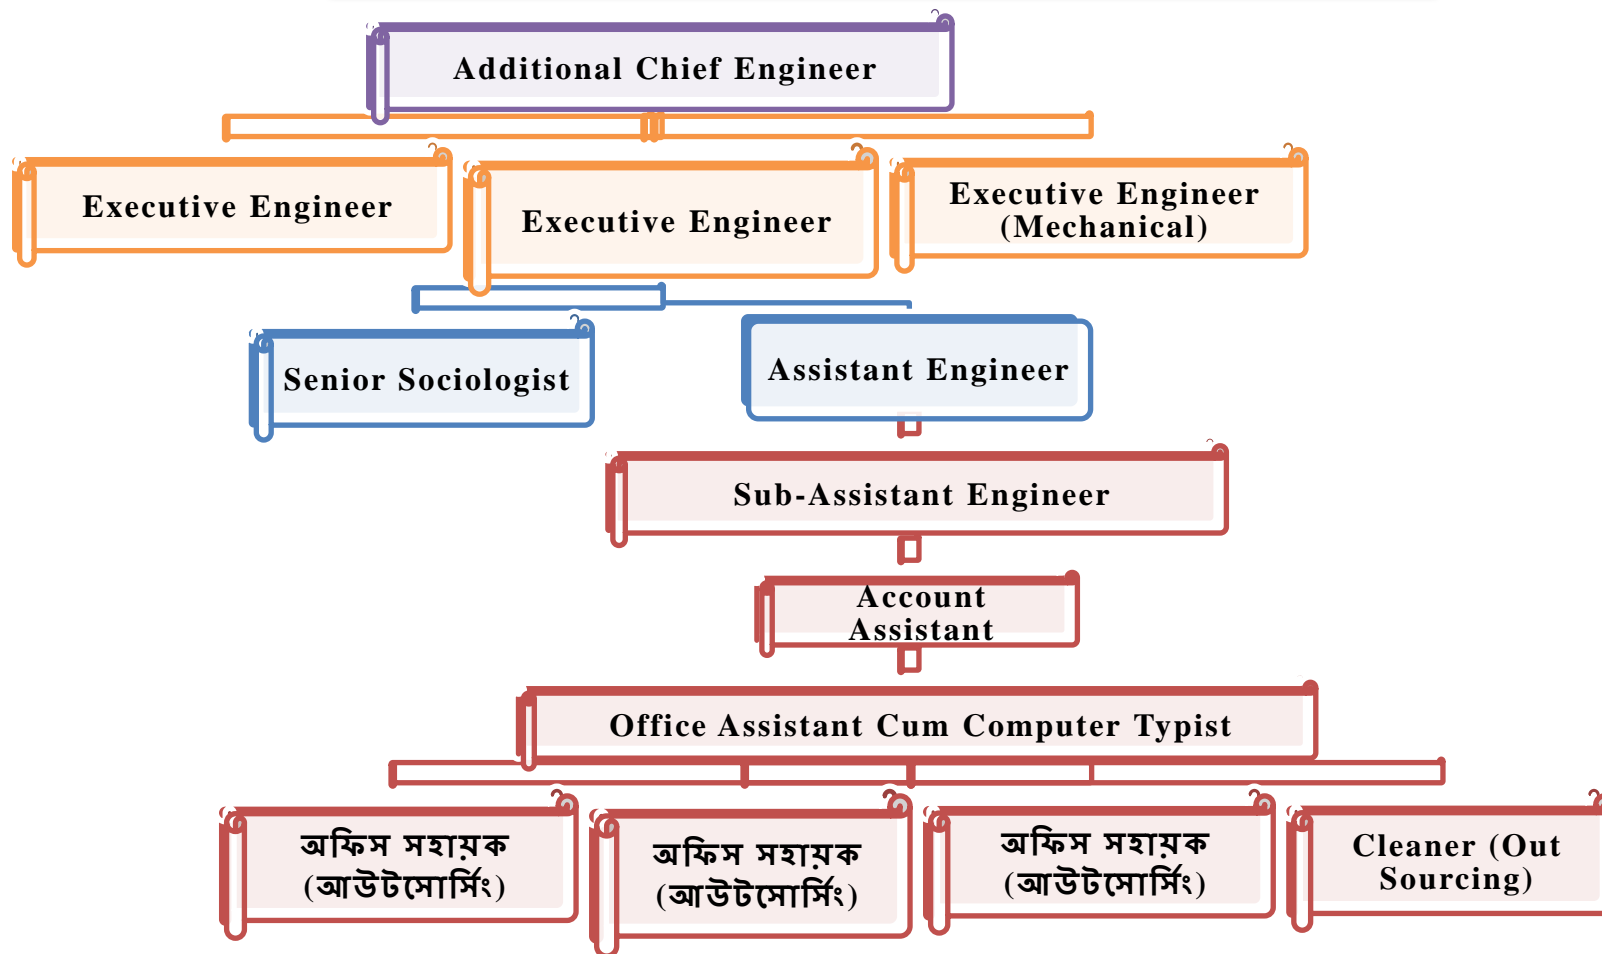 Additional Chief Engineer
Executive Engineer
Executive Engineer
Executive Engineer
(Mechanical)
Senior Sociologist
Assistant Engineer
Sub-Assistant Engineer
Account
Assistant
Office Assistant Cum Computer Typist
অফিস সহায়ক
(আউটসোর্সিং)
অফিস সহায়ক
(আউটসোর্সিং)
অফিস সহায়ক
(আউটসোর্সিং)
Cleaner (Out
Sourcing)